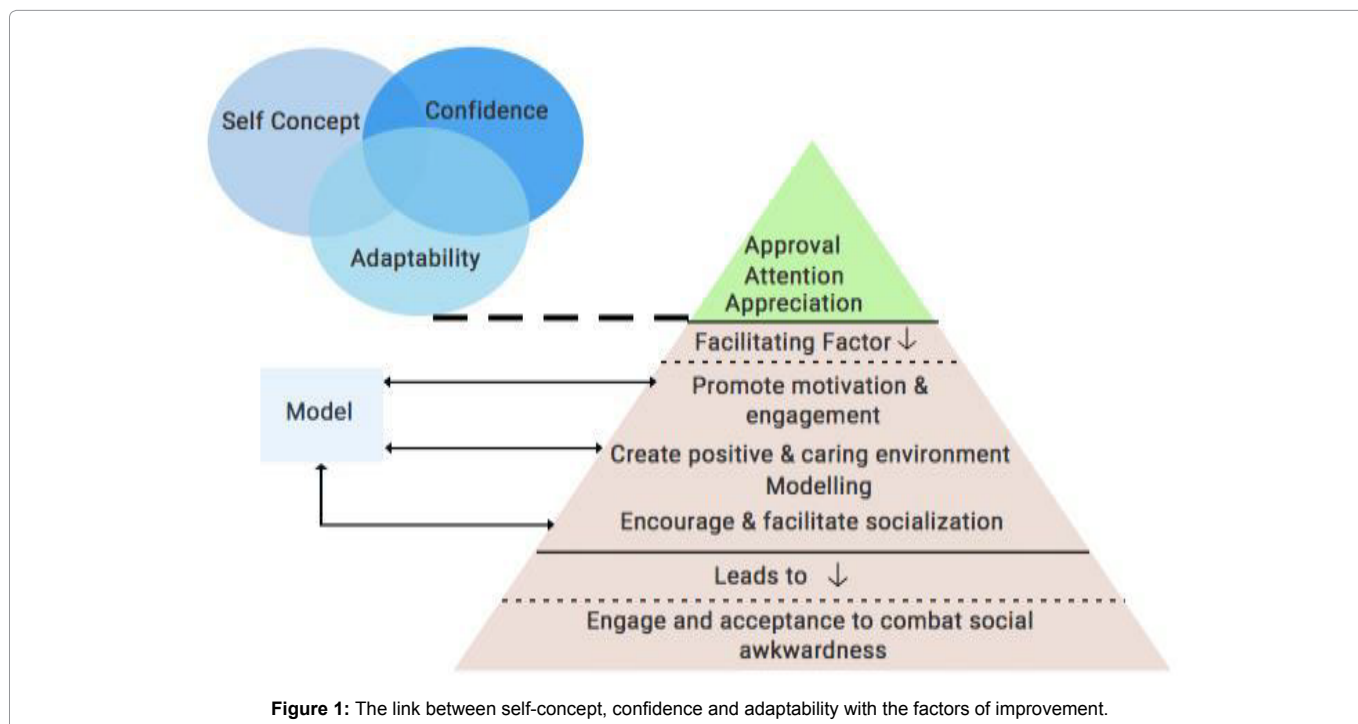 Self Concept
Confidence
Adaptability
Approval
Attention
Appreciation
Facilitating Factor ↓
Model
Promote motivation &
engagement
Create positive & caring environment
Modelling
Encourage & facilitate socialization
Leads to ↓
Engage and acceptance to combat social
awkwardness
Figure 1: The link between self-concept, confidence and adaptability with the factors of improvement.